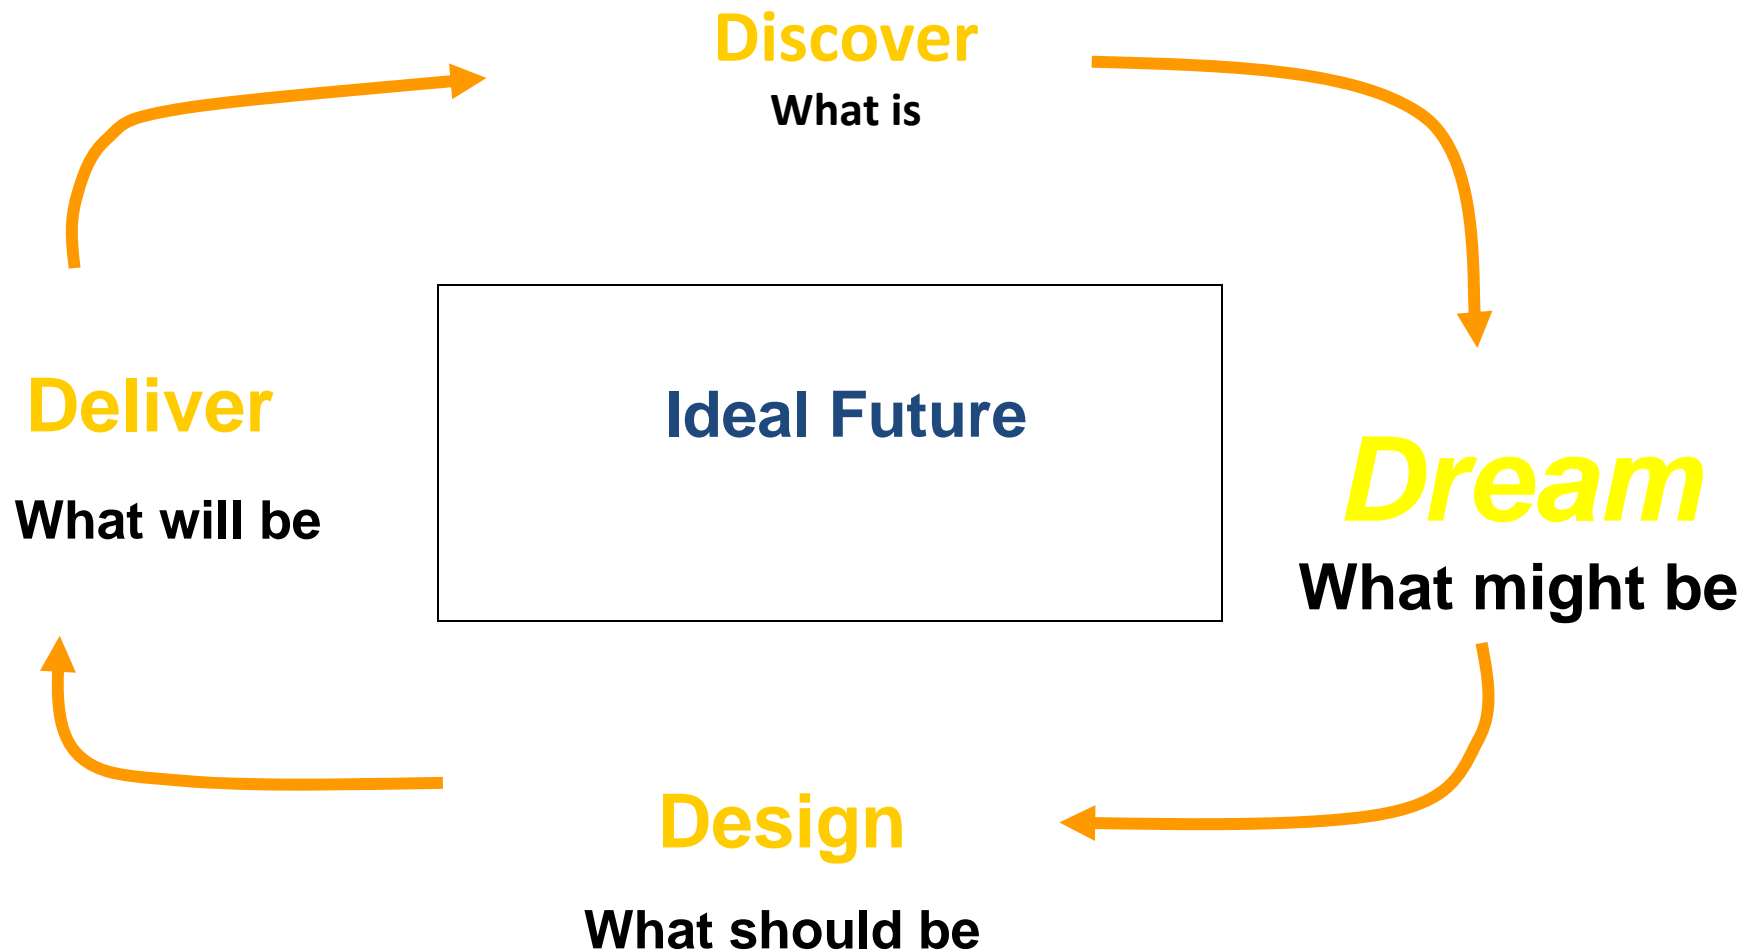 Discover
What is
Deliver
What will be
Ideal Future
Dream
What might be
Design
What should be